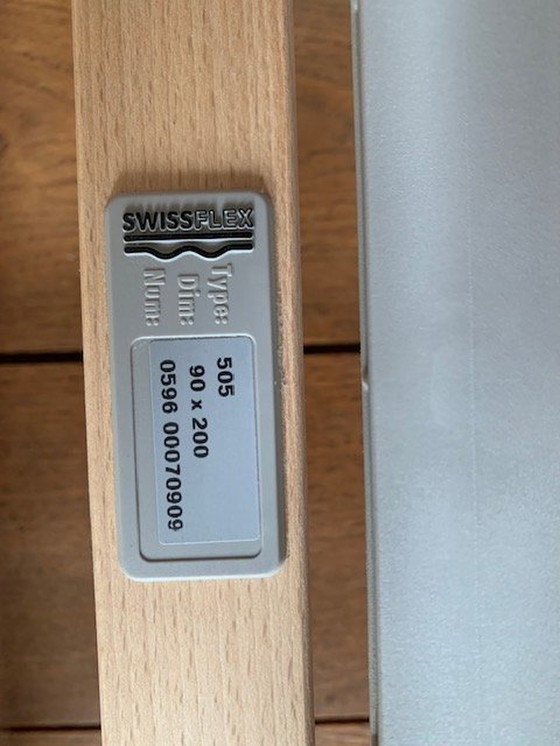 SWISSFLEX
Type: 505
Dim: 90 x 200
Num: 0596 00070909